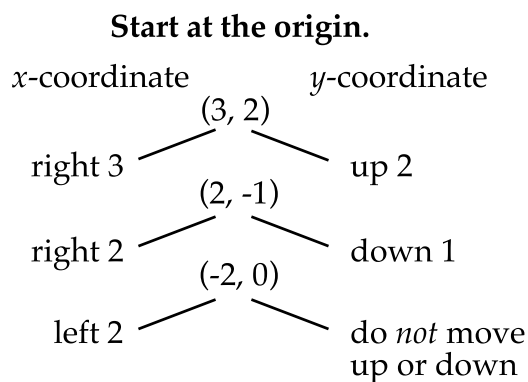 Start at the origin.
x-coordinate y-coordinate
(3, 2)
right 3 up 2
(2, -1)
right 2 down 1
(-2, 0)
left 2 do not move
up or down